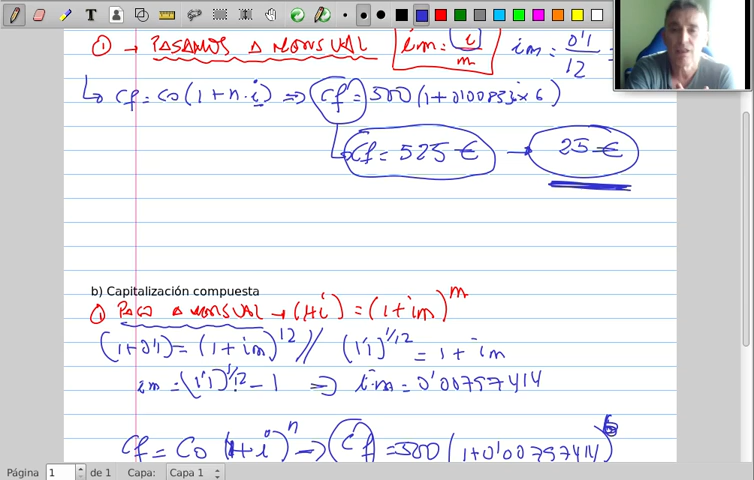 ① → PASAMOS A MENSUAL im = i/m im = 0'1/12 =
↳ Cf = Co(1 + n·i) ⇒ Cf = 500(1 + 0'00833 × 6)
↳ Cf = 525 € → 25 €
b) Capitalización compuesta
① PASO A MENSUAL → (1+i) = (1+im)^m
(1+0'1) = (1+im)^12 // (1'1)^1/12 = 1 + im
im = (1'1)^1/12 - 1 ⇒ im = 0'00797414
Cf = Co (1+i)^n → Cf = 500 (1+0'00797414)^6
Página 1 de 1 Capa: Capa 1